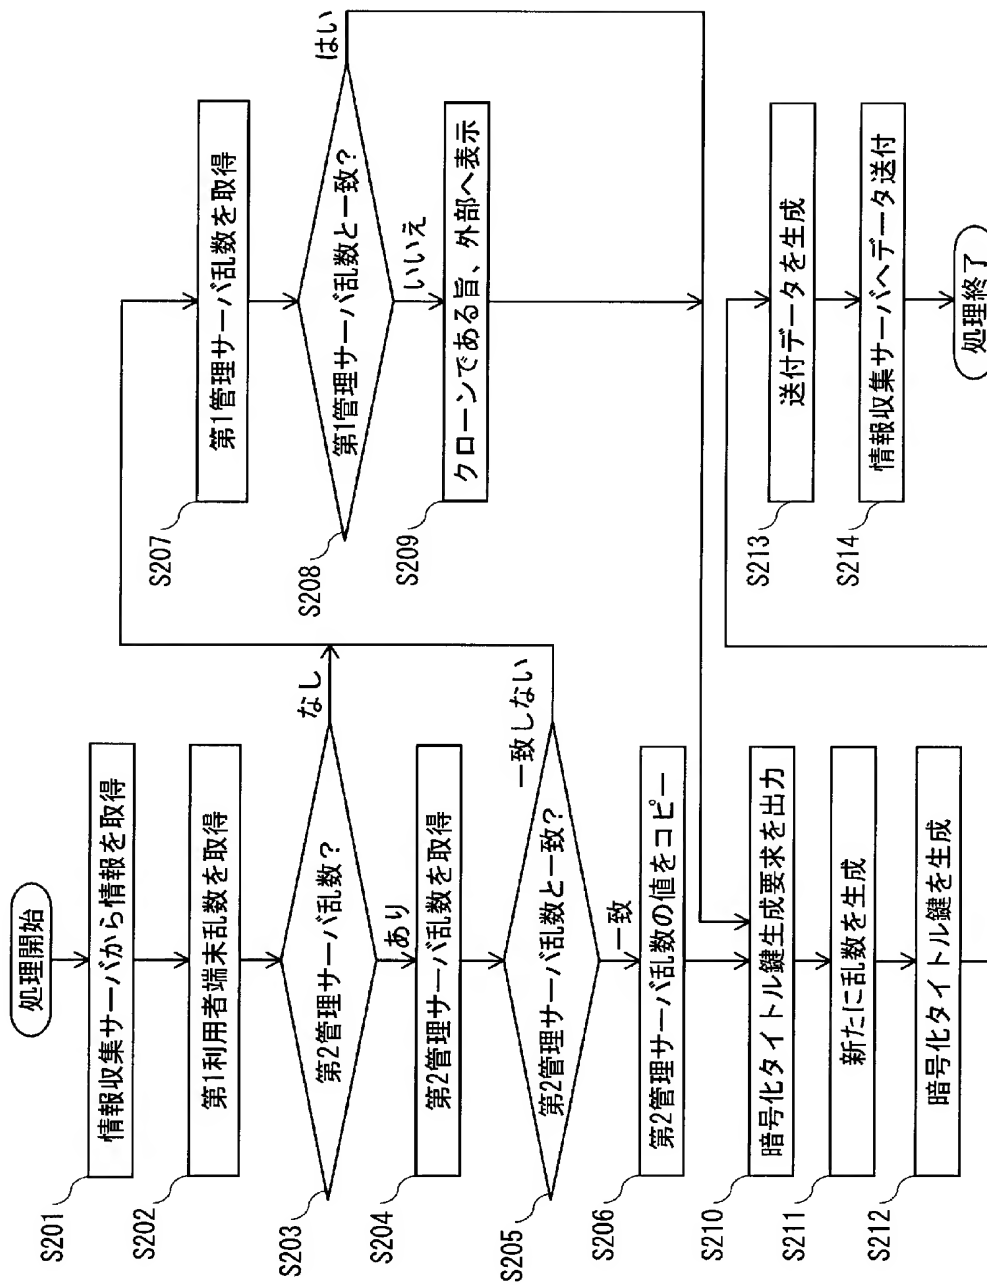 処理開始
S201
情報収集サーバから情報を取得
S202
第1利用者端末乱数を取得
S203
第2管理サーバ乱数?
なし
あり
S204
第2管理サーバ乱数を取得
S205
第2管理サーバ乱数と一致?
一致しない
一致
S206
第2管理サーバ乱数の値をコピー
S210
暗号化タイトル鍵生成要求を出力
S211
新たに乱数を生成
S212
暗号化タイトル鍵を生成
S207
第1管理サーバ乱数を取得
S208
第1管理サーバ乱数と一致?
はい
いいえ
S209
クローンである旨、外部へ表示
S213
送付データを生成
S214
情報収集サーバへデータ送付
処理終了